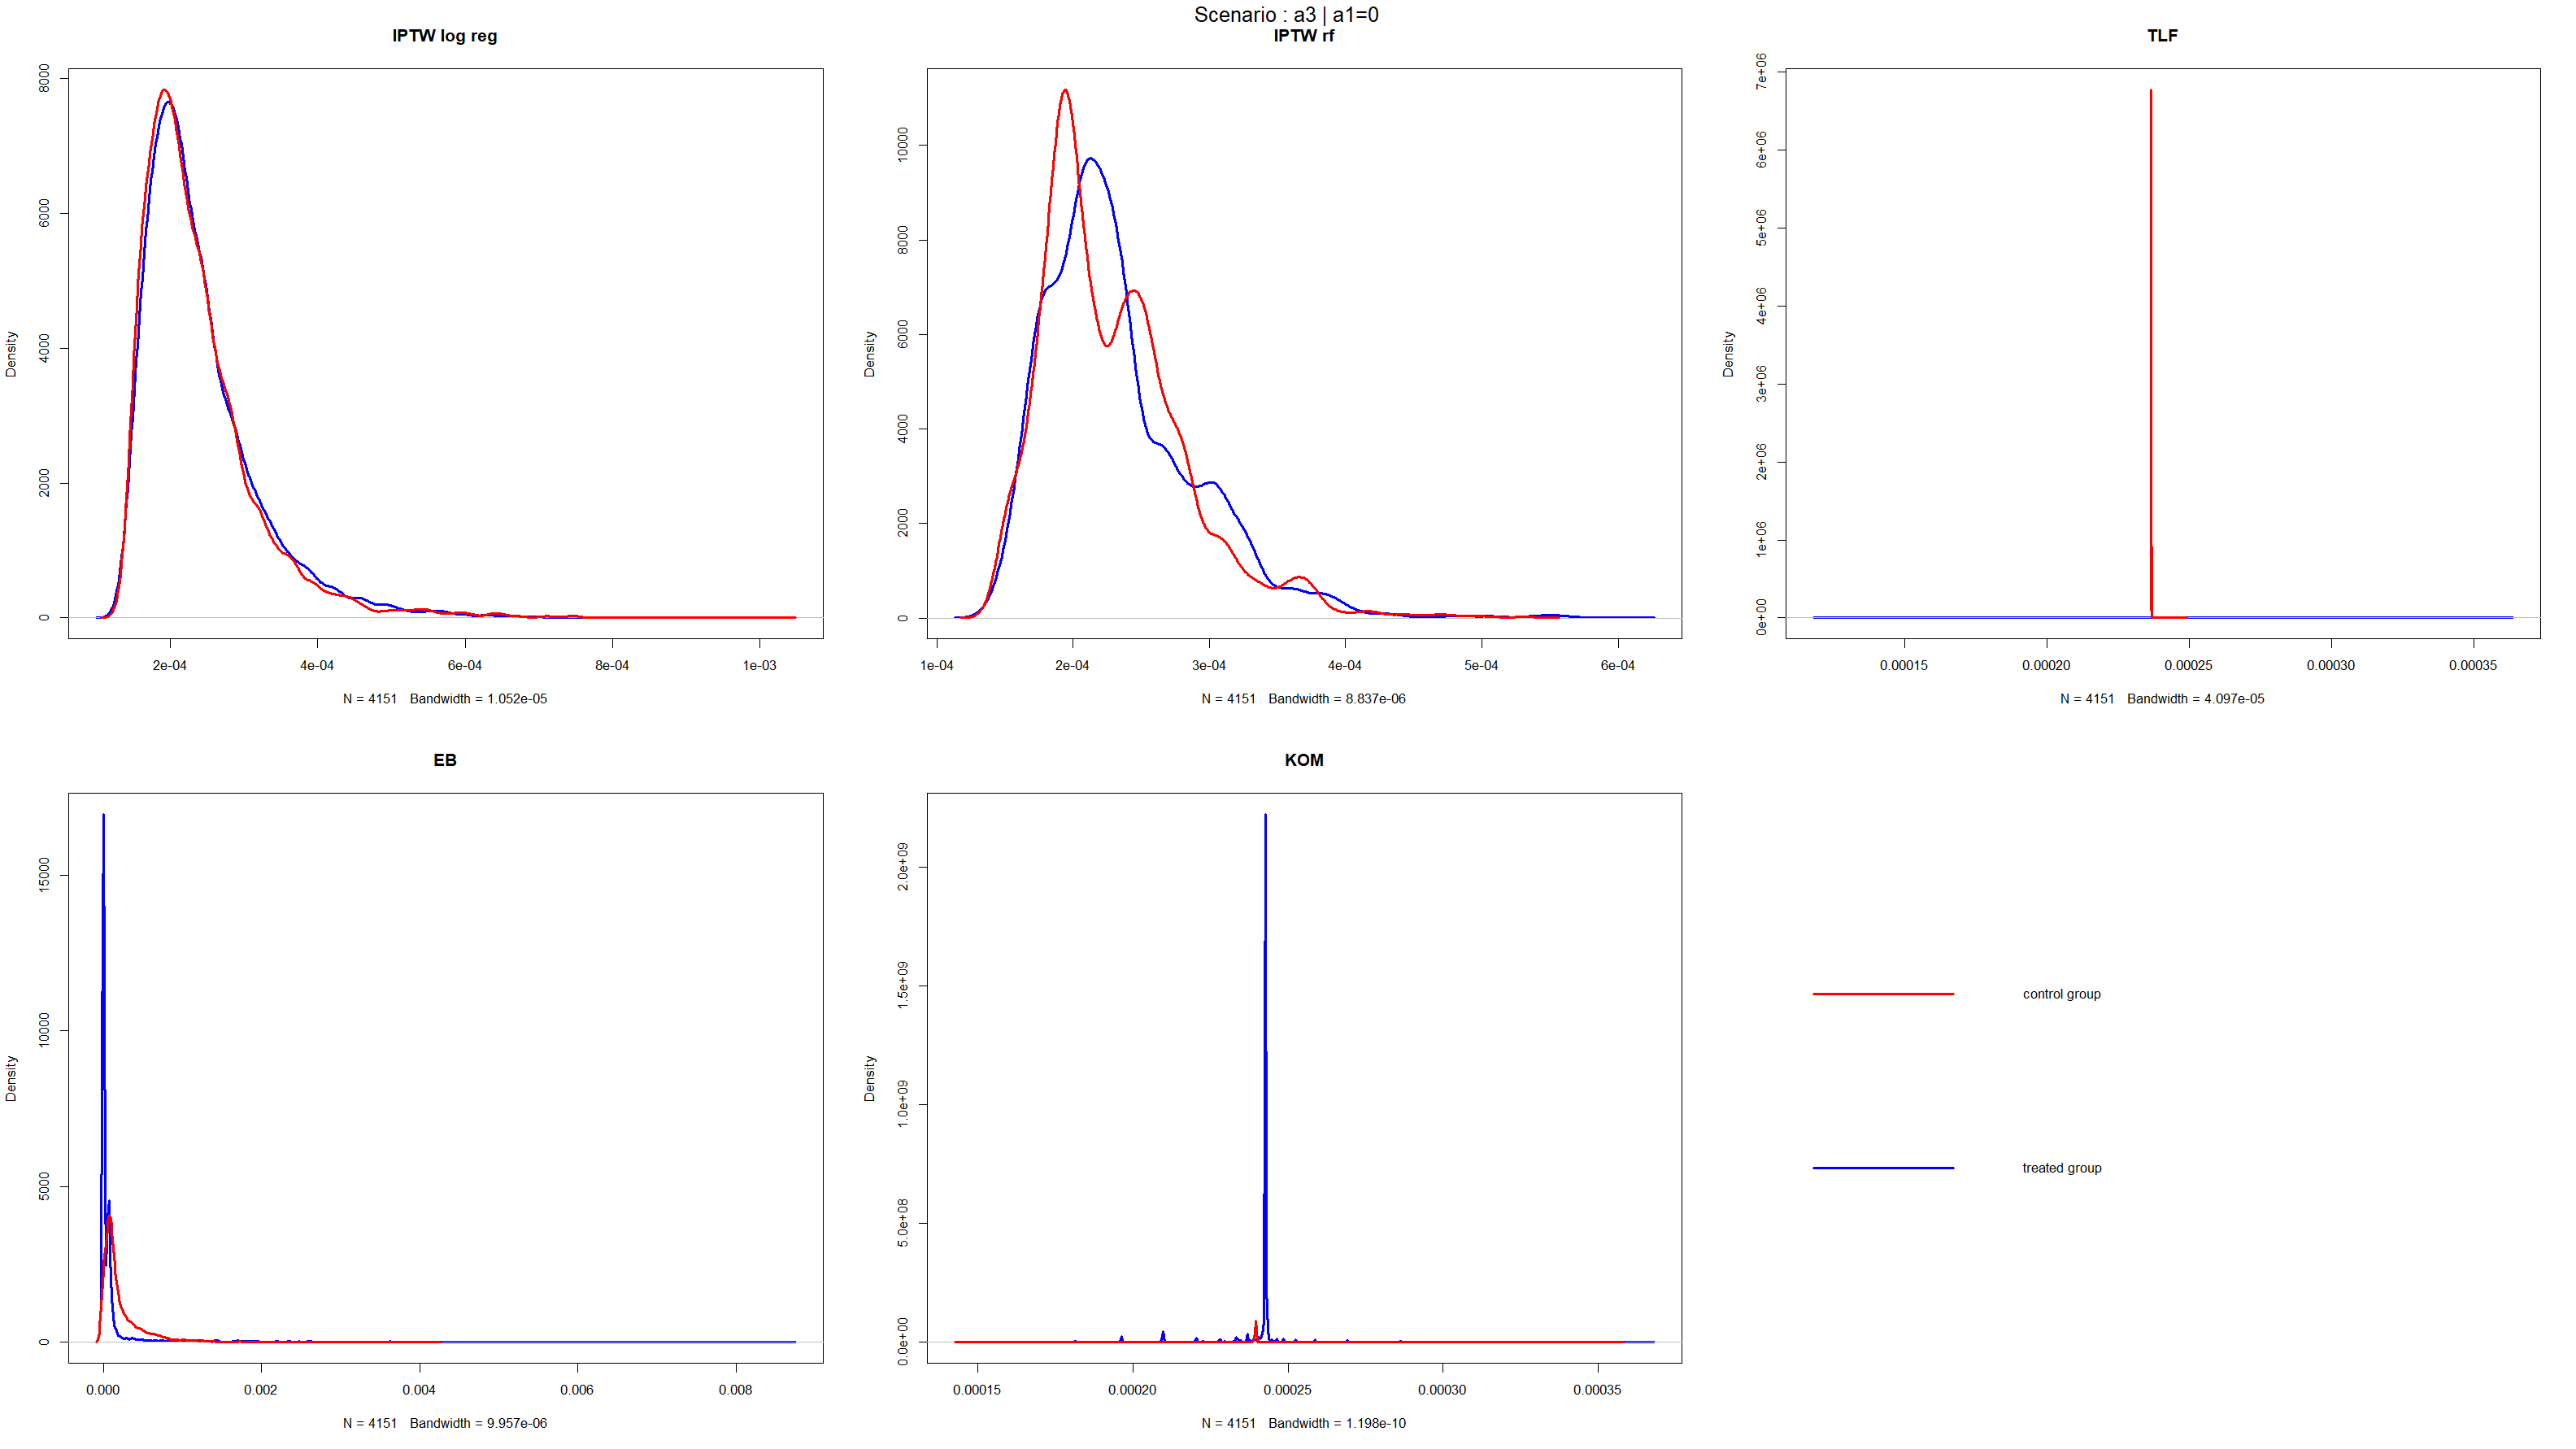 Scenario : a3 | a1=0
IPTW log reg
Density
8000
6000
4000
2000
0
2e-04 4e-04 6e-04 8e-04 1e-03
N = 4151 Bandwidth = 1.052e-05
IPTW rf
Density
10000
8000
6000
4000
2000
0
1e-04 2e-04 3e-04 4e-04 5e-04 6e-04
N = 4151 Bandwidth = 8.837e-06
TLF
Density
7e+06
6e+06
5e+06
4e+06
3e+06
2e+06
1e+06
0e+00
0.00015 0.00020 0.00025 0.00030 0.00035
N = 4151 Bandwidth = 4.097e-05
EB
Density
15000
10000
5000
0
0.000 0.002 0.004 0.006 0.008
N = 4151 Bandwidth = 9.957e-06
KOM
Density
2.0e+09
1.5e+09
1.0e+09
5.0e+08
0.0e+00
0.00015 0.00020 0.00025 0.00030 0.00035
N = 4151 Bandwidth = 1.198e-10
control group
treated group